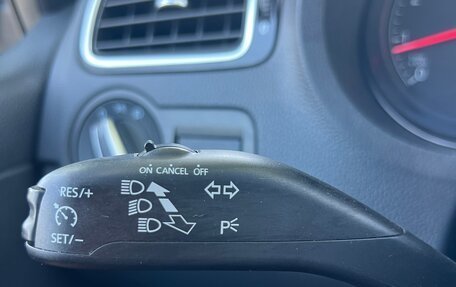 ON CANCEL OFF
RES/+
SET/-
P